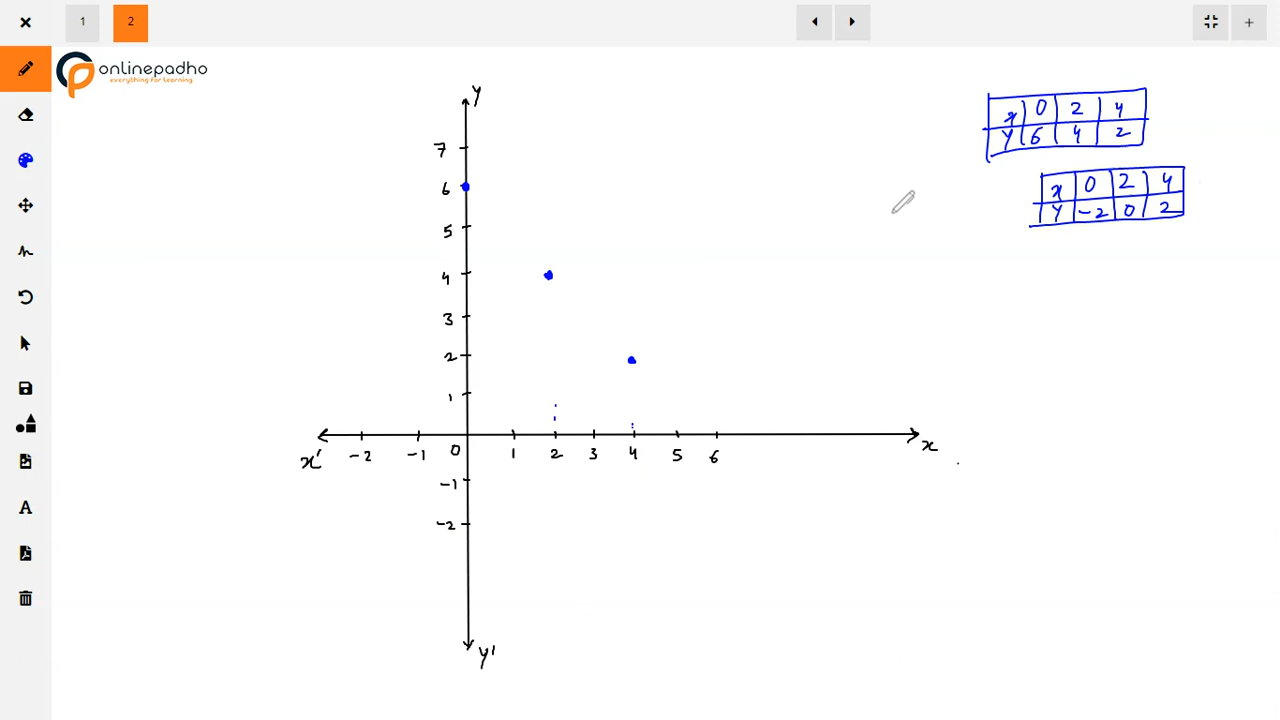 1 2
onlinepadho
everything for learning
y
x 0 2 4
y 6 4 2
7
x 0 2 4
y -2 0 2
6
5
4
3
2
1
x' -2 -1 0 1 2 3 4 5 6 x
-1
-2
y'
A